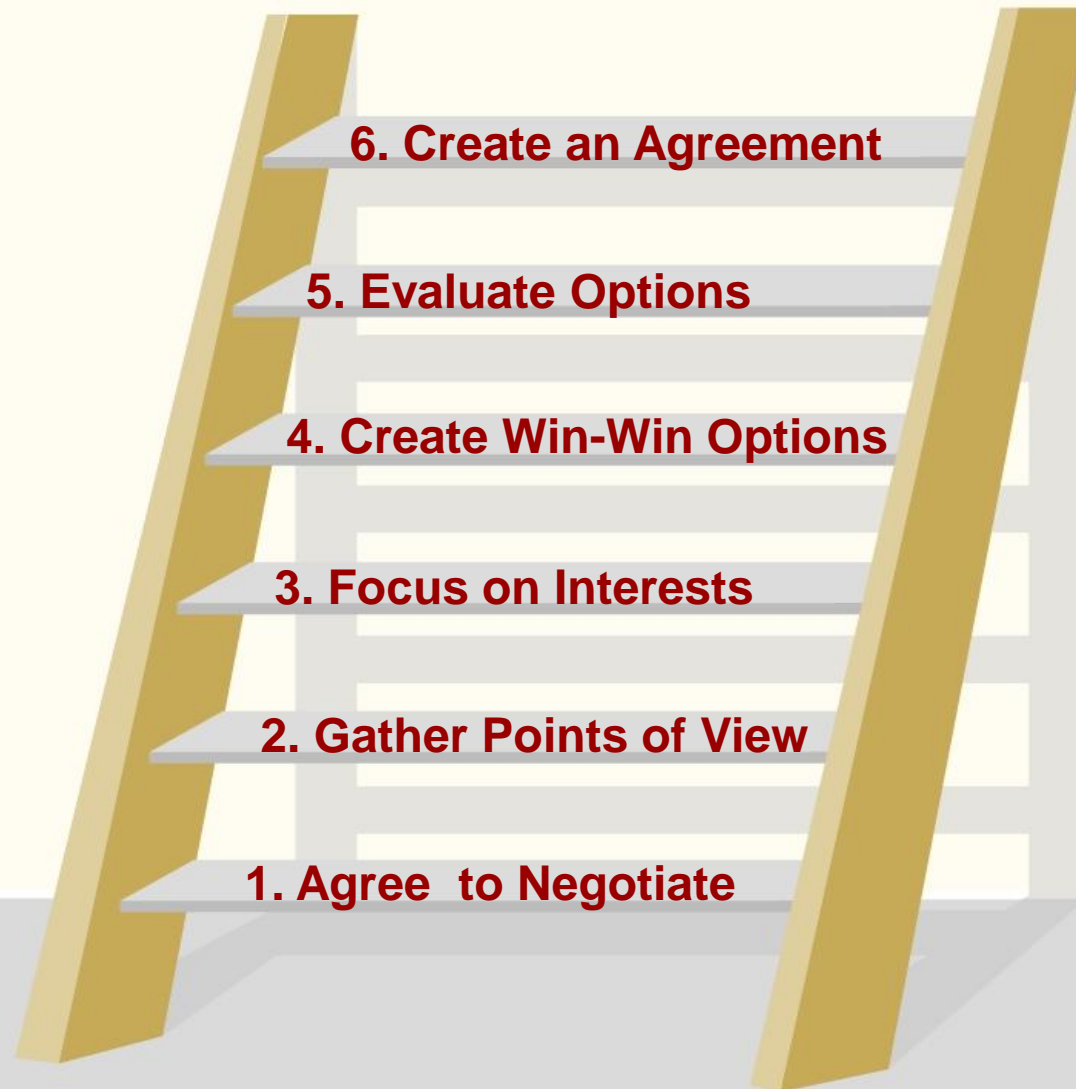 6. Create an Agreement
5. Evaluate Options
4. Create Win-Win Options
3. Focus on Interests
2. Gather Points of View
1. Agree  to Negotiate